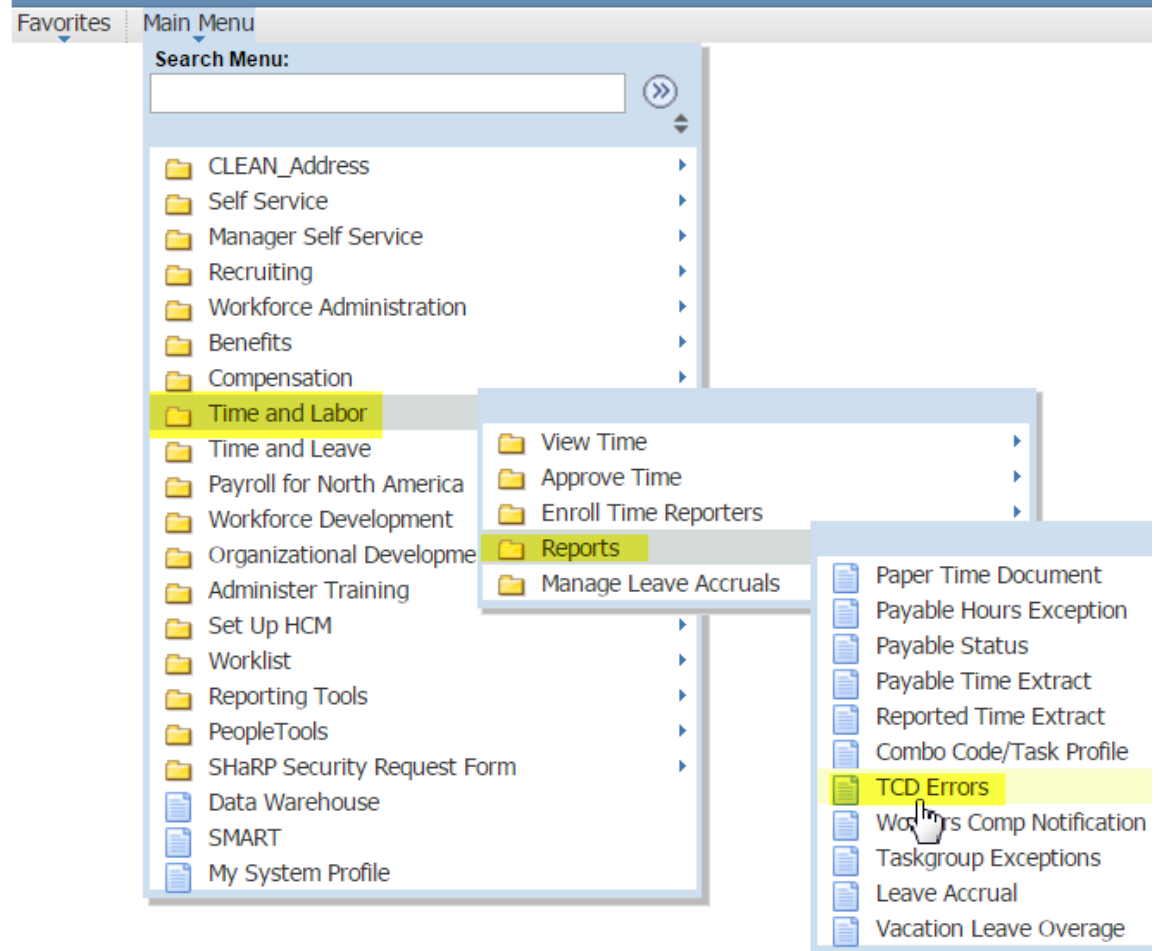 Favorites
Main Menu
Search Menu:
CLEAN_Address
Self Service
Manager Self Service
Recruiting
Workforce Administration
Benefits
Compensation
Time and Labor
Time and Leave
Payroll for North America
Workforce Development
Organizational Developme
Administer Training
Set Up HCM
Worklist
Reporting Tools
PeopleTools
SHaRP Security Request Form
Data Warehouse
SMART
My System Profile
View Time
Approve Time
Enroll Time Reporters
Reports
Manage Leave Accruals
Paper Time Document
Payable Hours Exception
Payable Status
Payable Time Extract
Reported Time Extract
Combo Code/Task Profile
TCD Errors
Comp Notification
Taskgroup Exceptions
Leave Accrual
Vacation Leave Overage